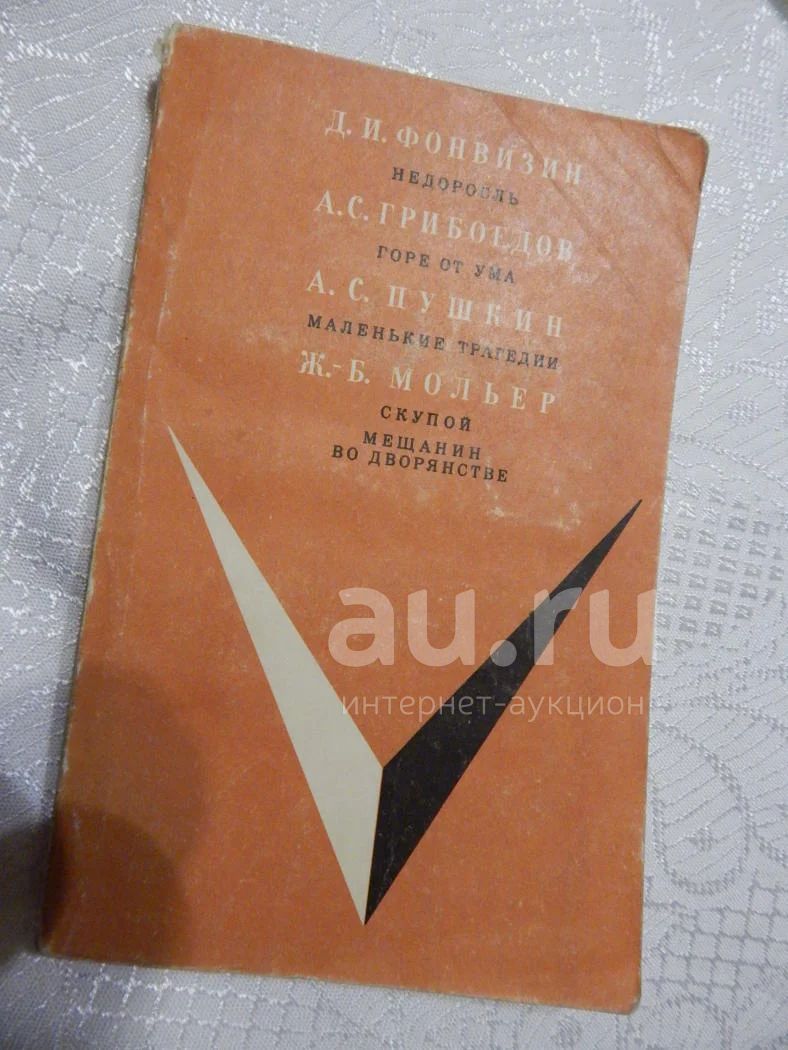 Д. И. ФОНВИЗИН
НЕДОРОСЛЬ
А. С. ГРИБОЕДОВ
ГОРЕ ОТ УМА
А. С. ПУШКИН
МАЛЕНЬКИЕ ТРАГЕДИИ
Ж.-Б. МОЛЬЕР
СКУПОЙ
МЕЩАНИН
ВО ДВОРЯНСТВЕ
au.ru
интернет-аукцион